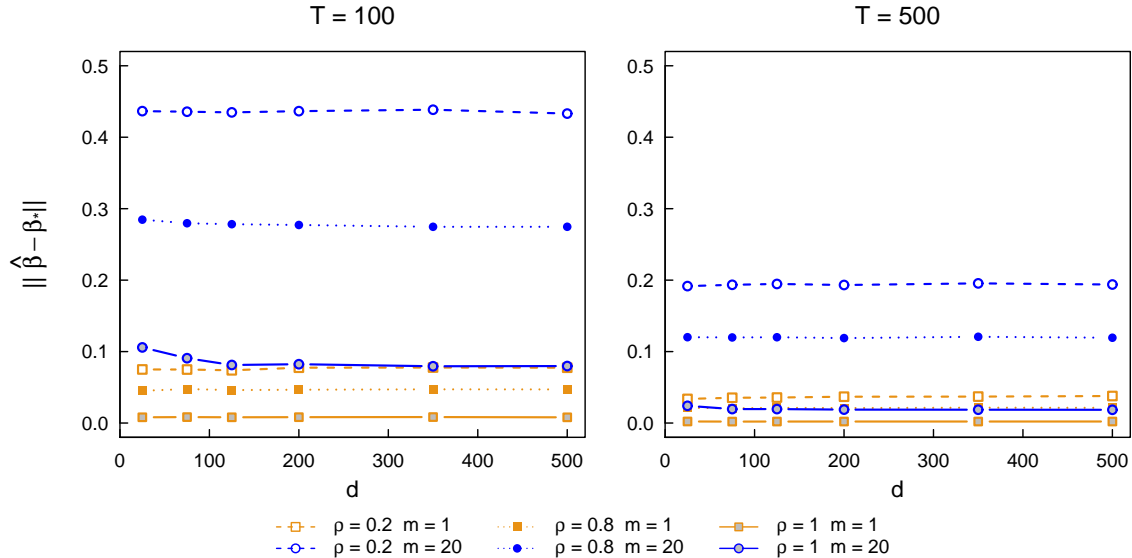 T = 100
T = 500
|| β̂ − β* ||
0.5
0.4
0.3
0.2
0.1
0.0
0 100 200 300 400 500
d
0.5
0.4
0.3
0.2
0.1
0.0
0 100 200 300 400 500
d
ρ = 0.2 m = 1
ρ = 0.8 m = 1
ρ = 1 m = 1
ρ = 0.2 m = 20
ρ = 0.8 m = 20
ρ = 1 m = 20